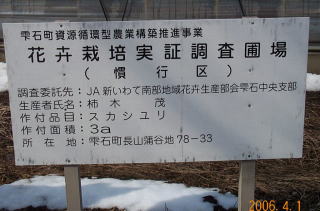 雫石町資源循環型農業構築推進事業
花卉栽培実証調査圃場
（慣行区）
調査委託先：JA新いわて南部地域花卉生産部会雫石中央支部
生産者氏名：柿木　茂
作付品目：スカシユリ
作付面積：3a
所在地：雫石町長山蒲谷地78-33
2006.4.1